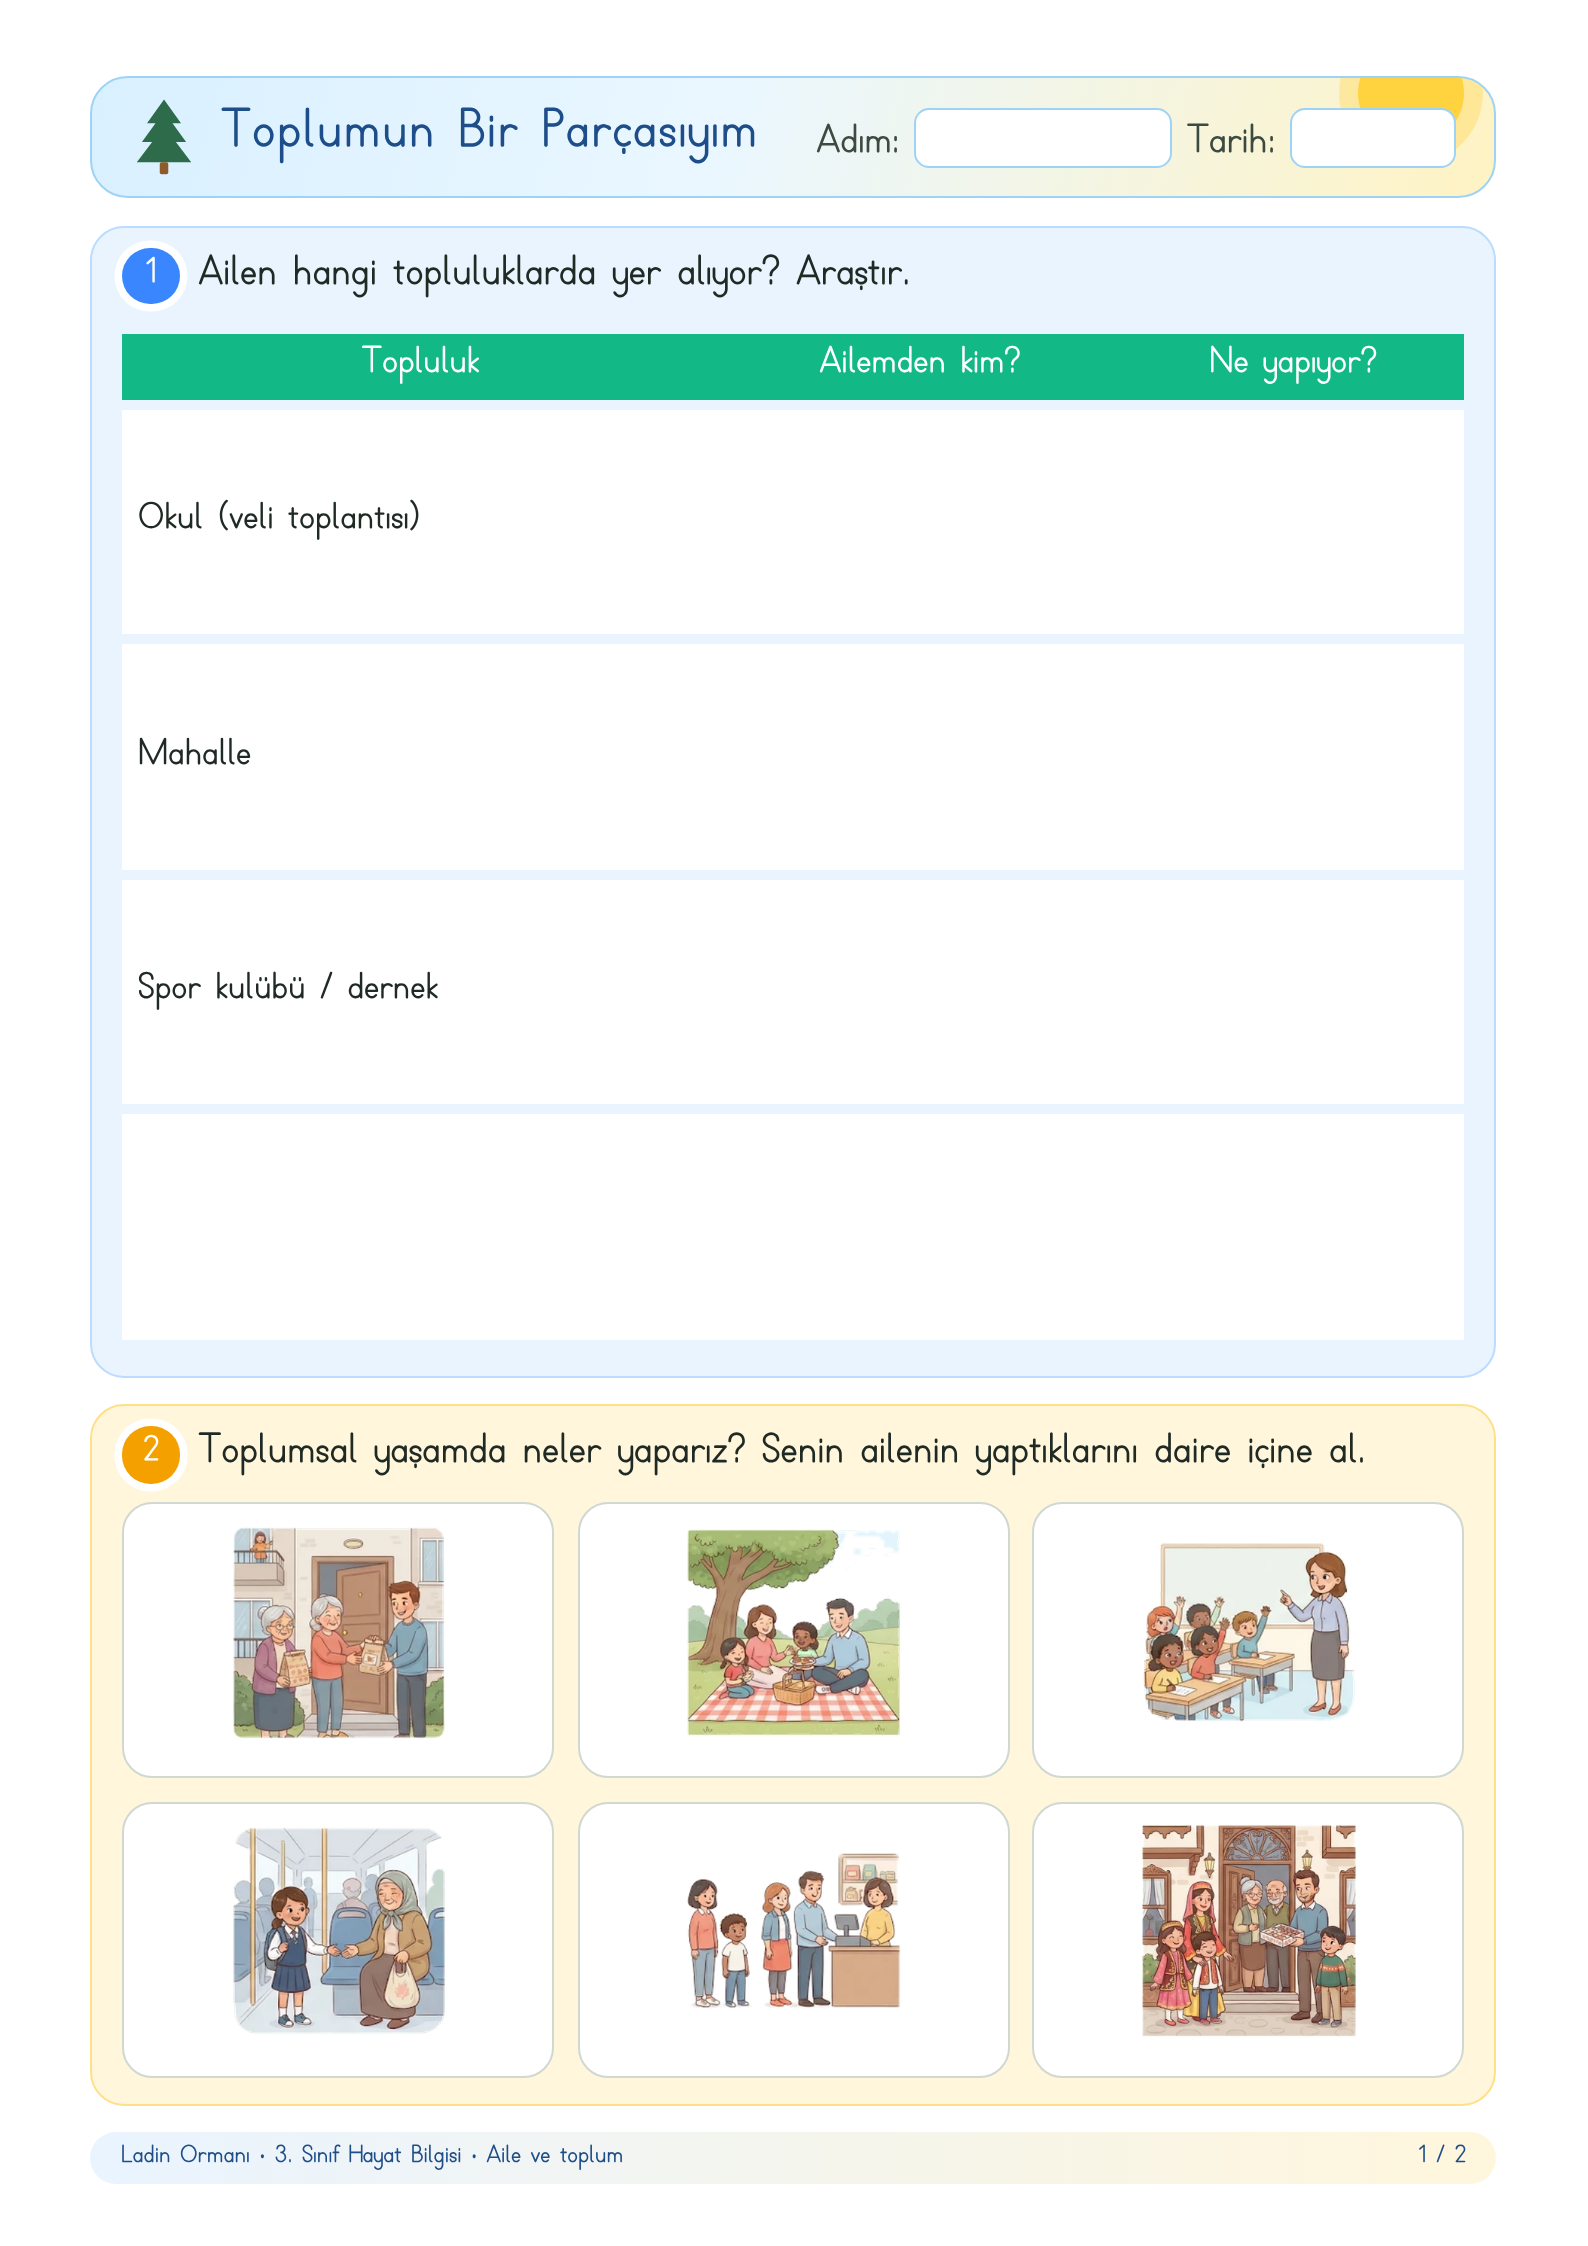 Toplumun Bir Parçasıyım
Adım:
Tarih:
1 Ailen hangi topluluklarda yer alıyor? Araştır.
Topluluk Ailemden kim? Ne yapıyor?
Okul (veli toplantısı)
Mahalle
Spor kulübü / dernek
2 Toplumsal yaşamda neler yaparız? Senin ailenin yaptıklarını daire içine al.
Ladin Ormanı • 3. Sınıf Hayat Bilgisi • Aile ve toplum
1 / 2